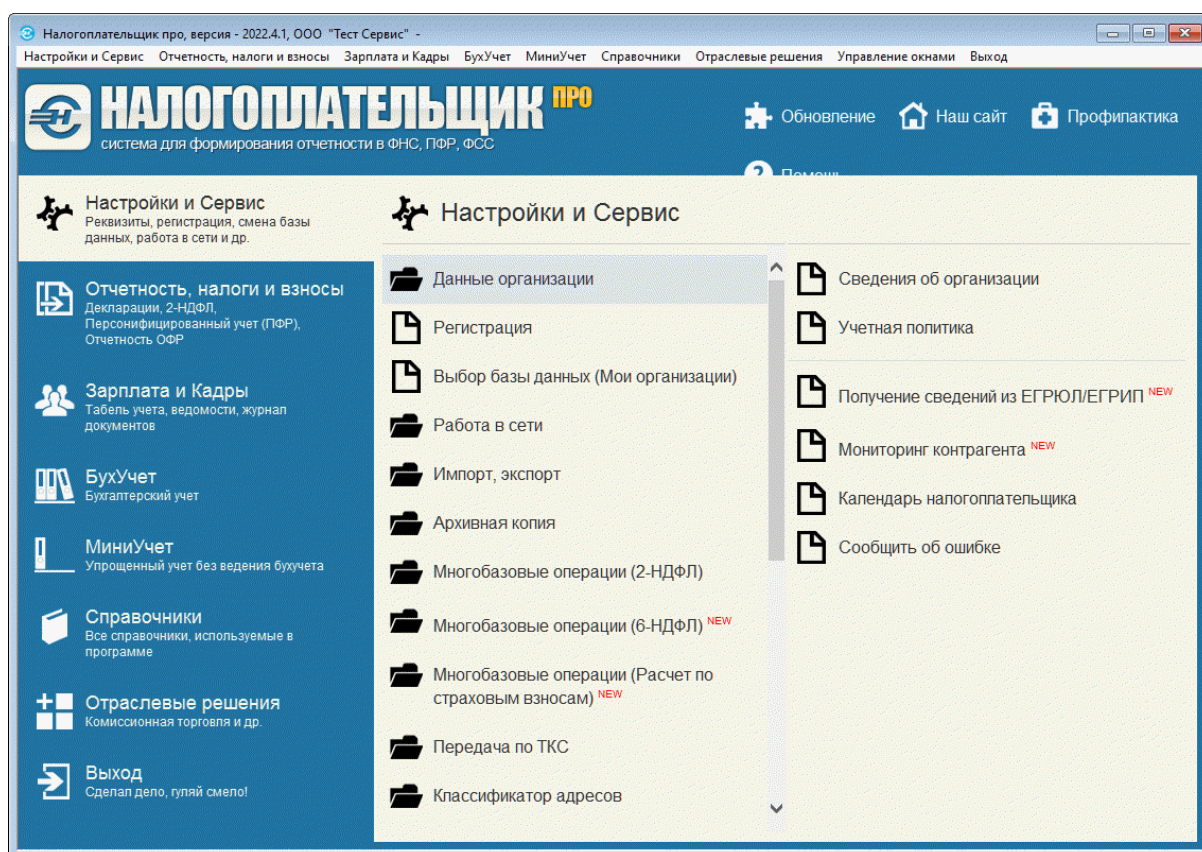 Налогоплательщик про, версия - 2022.4.1, ООО "Тест Сервис" -
Настройки и Сервис Отчетность, налоги и взносы Зарплата и Кадры БухУчет МиниУчет Справочники Отраслевые решения Управление окнами Выход
НАЛОГОПЛАТЕЛЬЩИК ПРО
система для формирования отчетности в ФНС, ПФР, ФСС
Обновление
Наш сайт
Профилактика
Помощь
Настройки и Сервис
Реквизиты, регистрация, смена базы
данных, работа в сети и др.
Отчетность, налоги и взносы
Декларации, 2-НДФЛ,
Персонифицированный учет (ПФР),
Отчетность ОФР
Зарплата и Кадры
Табель учета, ведомости, журнал
документов
БухУчет
Бухгалтерский учет
МиниУчет
Упрощенный учет без ведения бухучета
Справочники
Все справочники, используемые в
программе
Отраслевые решения
Комиссионная торговля и др.
Выход
Сделал дело, гуляй смело!
Настройки и Сервис
Данные организации
Регистрация
Выбор базы данных (Мои организации)
Работа в сети
Импорт, экспорт
Архивная копия
Многобазовые операции (2-НДФЛ)
Многобазовые операции (6-НДФЛ) NEW
Многобазовые операции (Расчет по
страховым взносам) NEW
Передача по ТКС
Классификатор адресов
Сведения об организации
Учетная политика
Получение сведений из ЕГРЮЛ/ЕГРИП NEW
Мониторинг контрагента NEW
Календарь налогоплательщика
Сообщить об ошибке